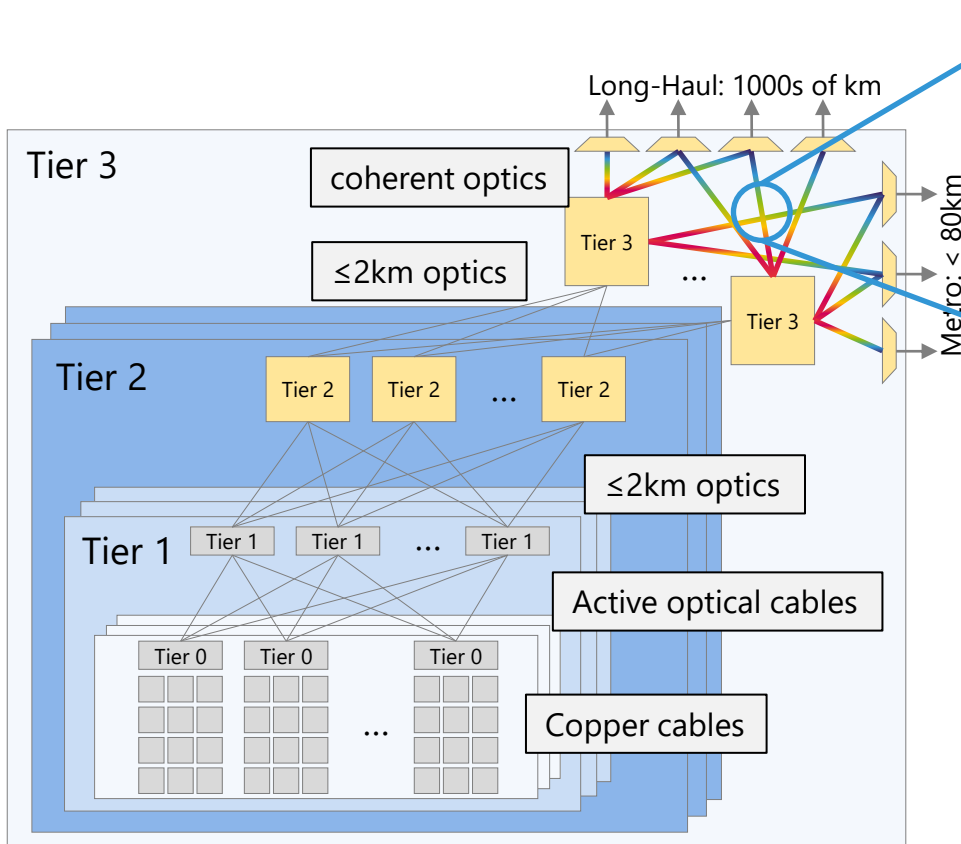 Long-Haul: 1000s of km
Tier 3
coherent optics
Metro: < 80km
Tier 3
≤2km optics
...
Tier 3
Tier 2
Tier 2
Tier 2
...
Tier 2
≤2km optics
Tier 1
Tier 1
Tier 1
...
Tier 1
Active optical cables
Tier 0
Tier 0
Tier 0
...
Copper cables